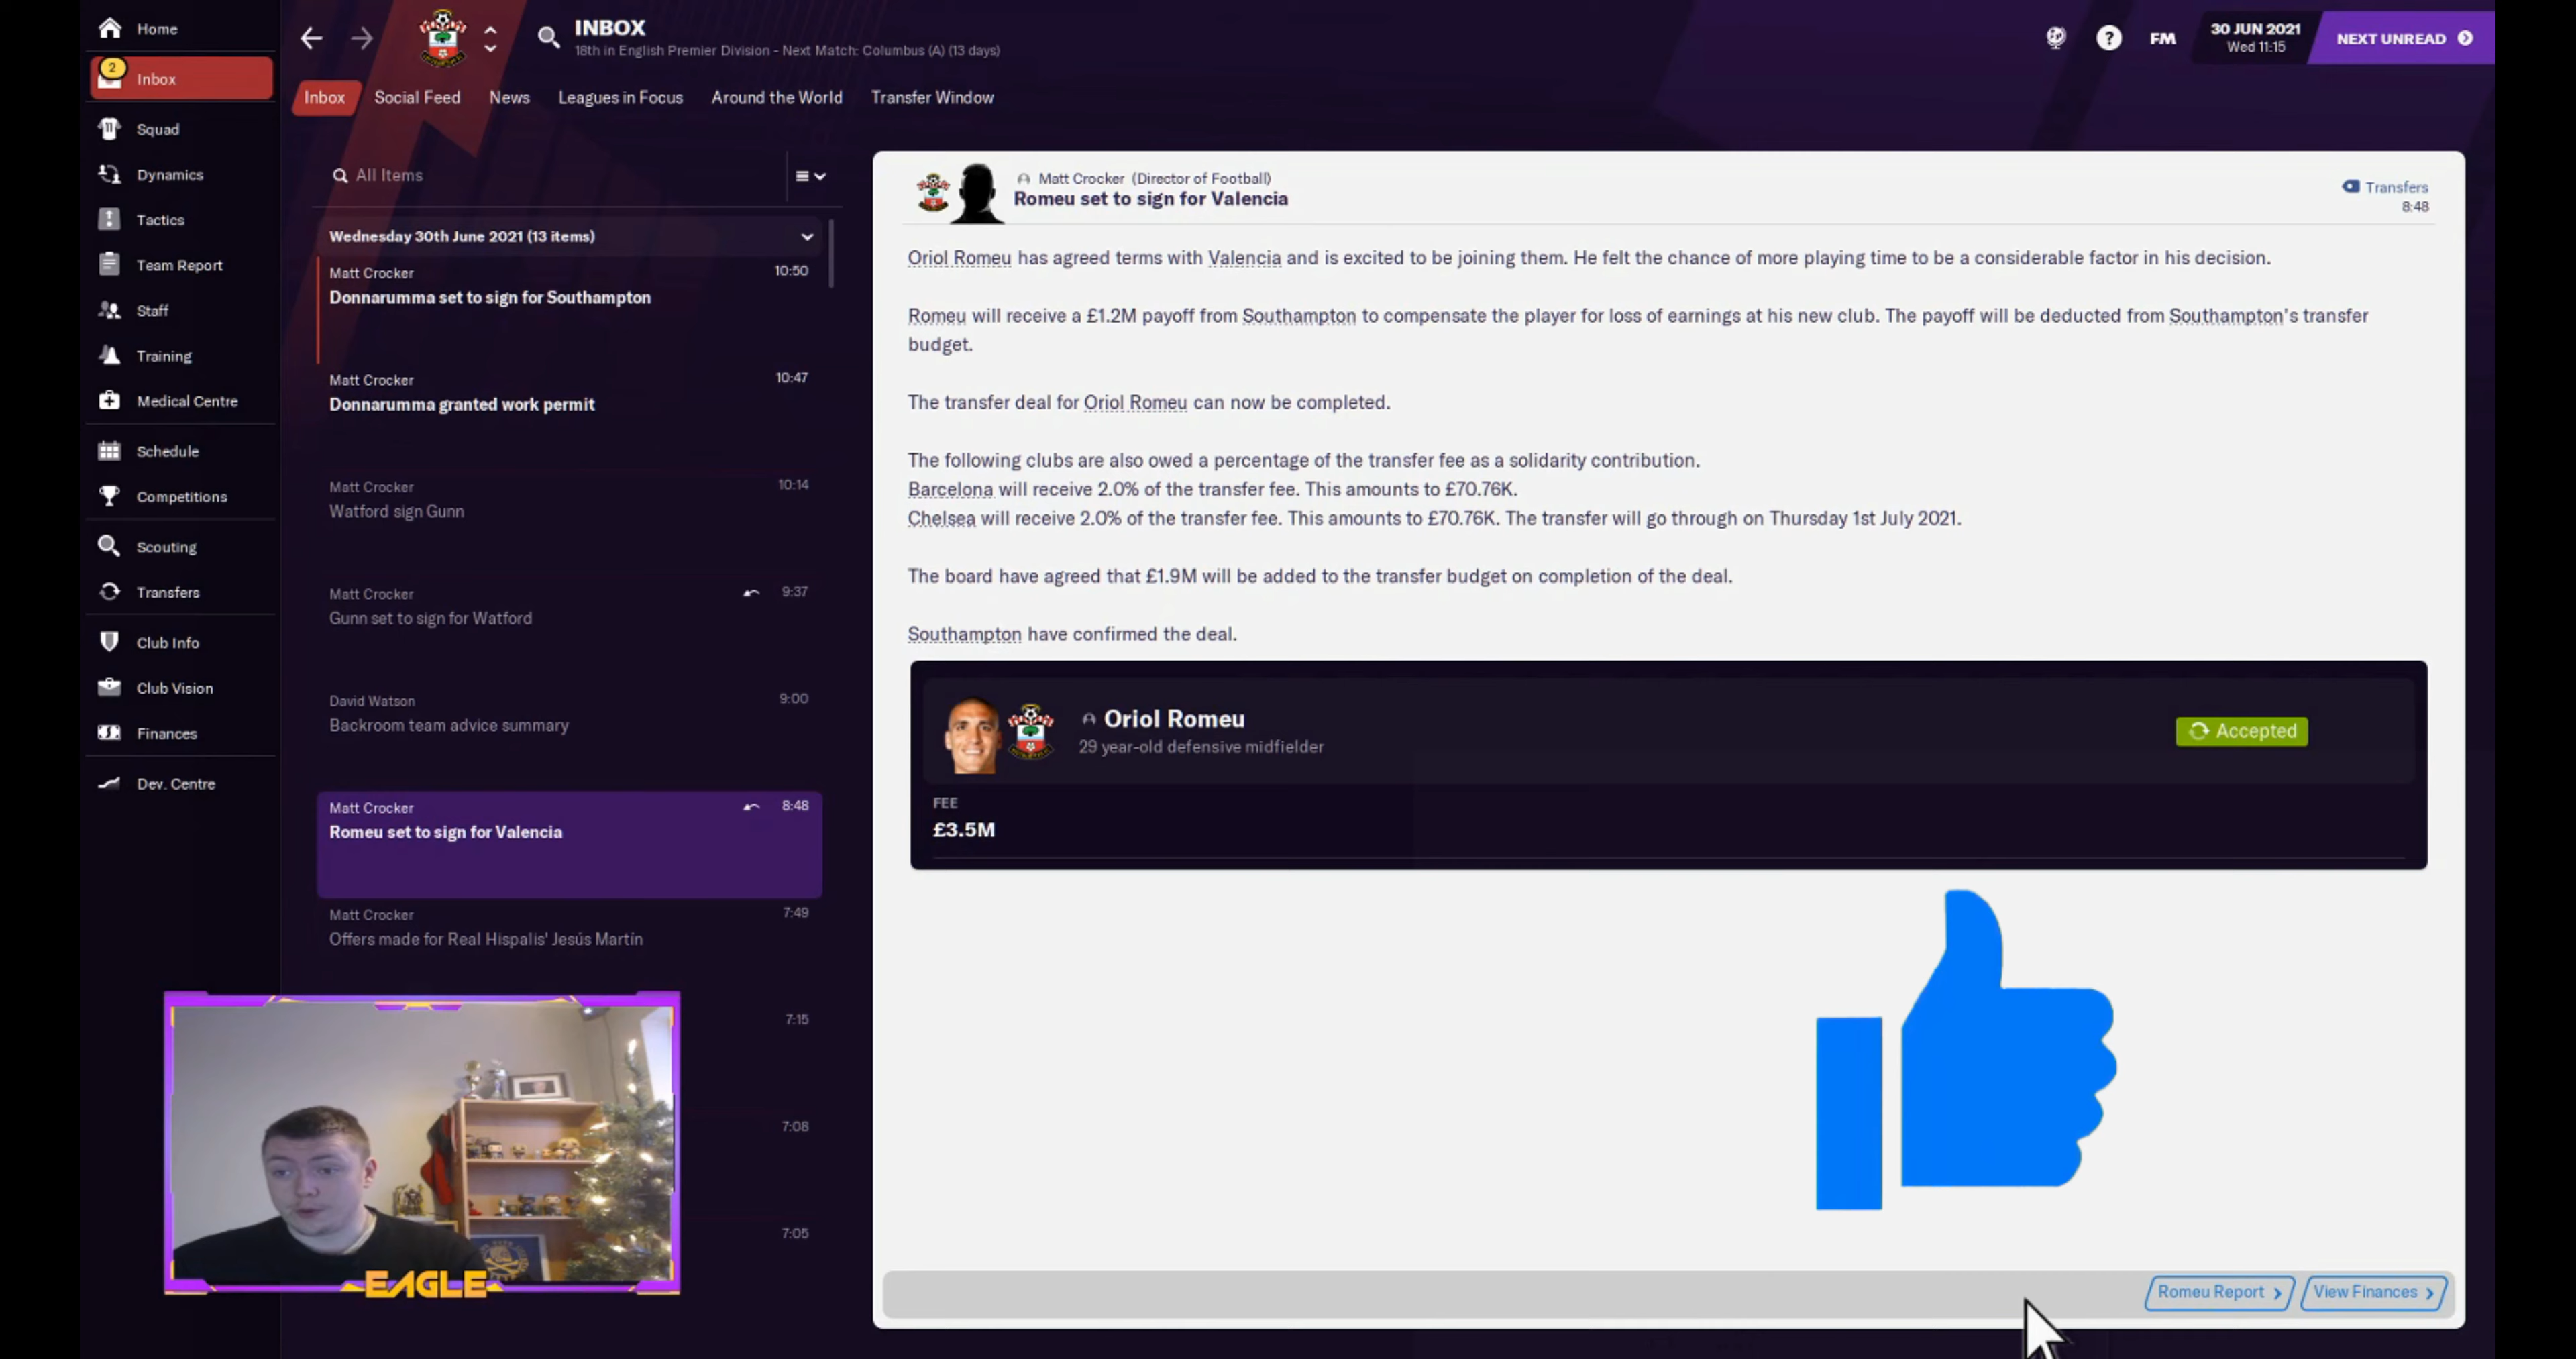 Home
2
Inbox
Squad
Dynamics
Tactics
Team Report
Staff
Training
Medical Centre
Schedule
Competitions
Scouting
Transfers
Club Info
Club Vision
Finances
Dev. Centre
INBOX
18th in English Premier Division - Next Match: Columbus (A) (13 days)
? FM
30 JUN 2021
Wed 11:15
NEXT UNREAD
Inbox Social Feed News Leagues in Focus Around the World Transfer Window
All Items
Wednesday 30th June 2021 (13 items)
Matt Crocker 10:50
Donnarumma set to sign for Southampton
Matt Crocker 10:47
Donnarumma granted work permit
Matt Crocker 10:14
Watford sign Gunn
Matt Crocker 9:37
Gunn set to sign for Watford
David Watson 9:00
Backroom team advice summary
Matt Crocker 8:48
Romeu set to sign for Valencia
Matt Crocker 7:49
Offers made for Real Hispalis' Jesús Martín
7:15
7:08
7:05
EAGLE
Matt Crocker (Director of Football)
Romeu set to sign for Valencia
Transfers
8:48
Oriol Romeu has agreed terms with Valencia and is excited to be joining them. He felt the chance of more playing time to be a considerable factor in his decision.
Romeu will receive a £1.2M payoff from Southampton to compensate the player for loss of earnings at his new club. The payoff will be deducted from Southampton's transfer
budget.
The transfer deal for Oriol Romeu can now be completed.
The following clubs are also owed a percentage of the transfer fee as a solidarity contribution.
Barcelona will receive 2.0% of the transfer fee. This amounts to £70.76K.
Chelsea will receive 2.0% of the transfer fee. This amounts to £70.76K. The transfer will go through on Thursday 1st July 2021.
The board have agreed that £1.9M will be added to the transfer budget on completion of the deal.
Southampton have confirmed the deal.
Oriol Romeu
29 year-old defensive midfielder
Accepted
FEE
£3.5M
Romeu Report
View Finances